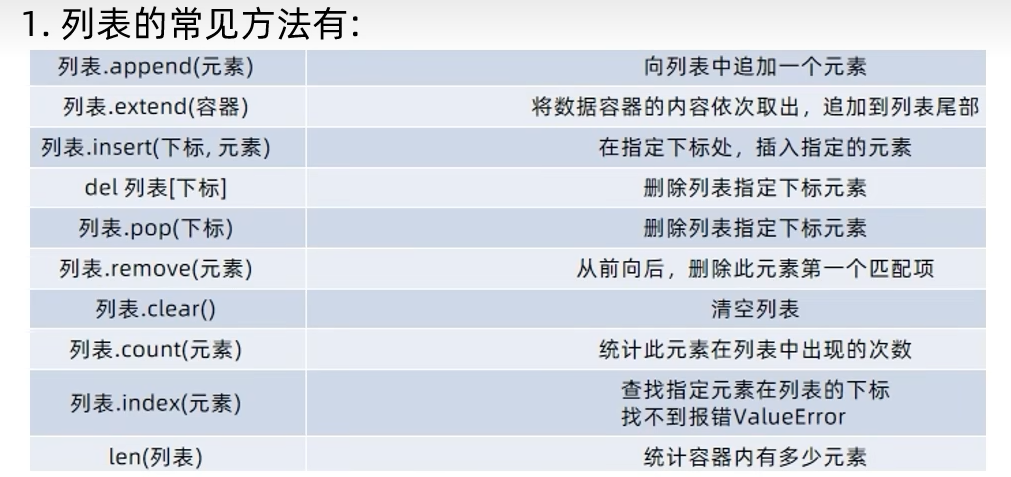 1. 列表的常见方法有:
列表.append(元素) 向列表中追加一个元素
列表.extend(容器) 将数据容器的内容依次取出，追加到列表尾部
列表.insert(下标, 元素) 在指定下标处，插入指定的元素
del 列表[下标] 删除列表指定下标元素
列表.pop(下标) 删除列表指定下标元素
列表.remove(元素) 从前向后，删除此元素第一个匹配项
列表.clear() 清空列表
列表.count(元素) 统计此元素在列表中出现的次数
列表.index(元素) 查找指定元素在列表的下标
找不到报错ValueError
len(列表) 统计容器内有多少元素